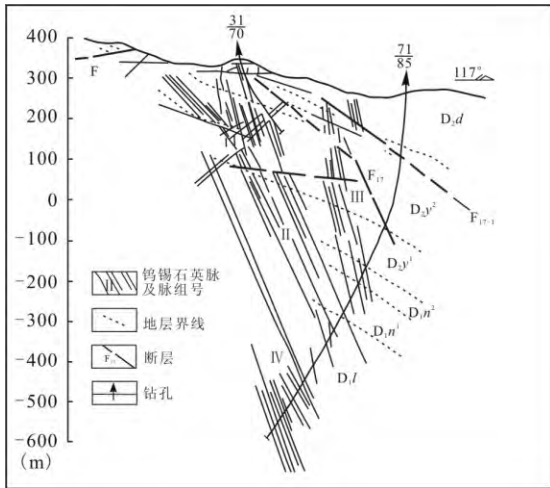 31
70
71
85
117°
400
300
200
100
0
−100
−200
−300
−400
−500
−600
(m)
F
I
D₂d
F₁₇
III
D₂y²
F₁₇₋₁
II
D₂y¹
D₁n²
D₁n¹
IV
D₁l
II
钨锡石英脉
及脉组号
地层界线
断层
钻孔